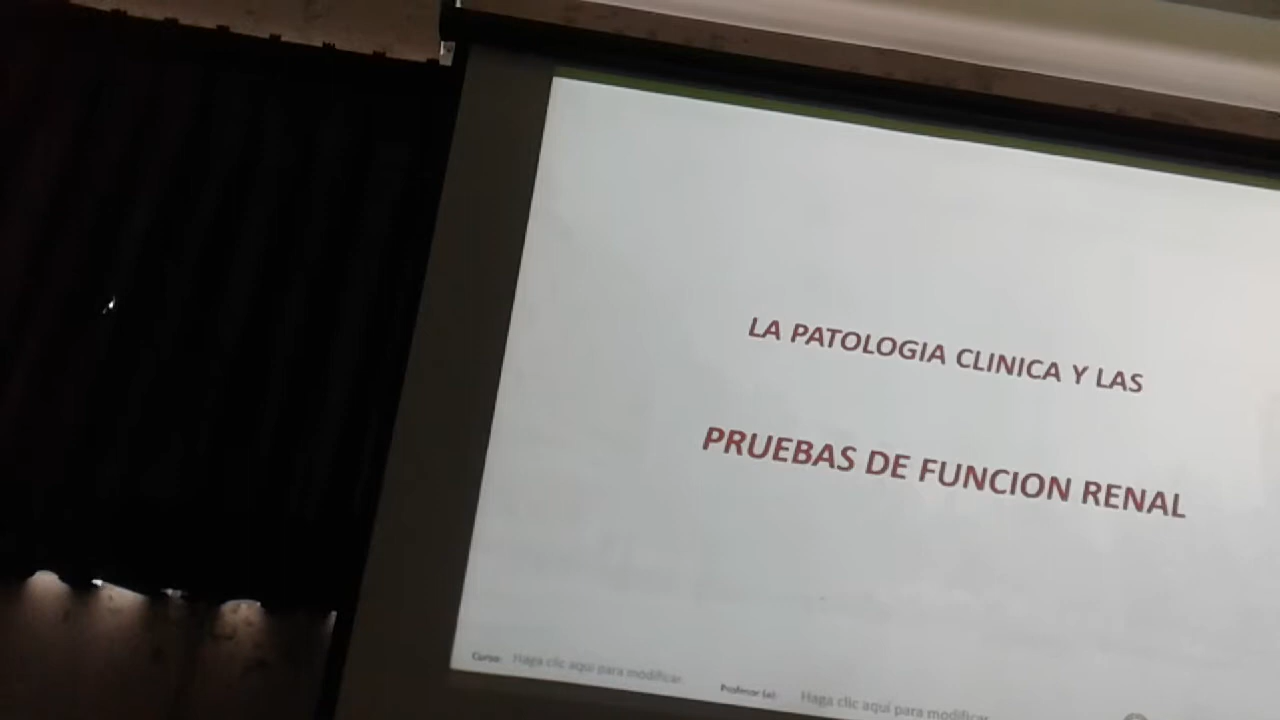 LA PATOLOGIA CLINICA Y LAS
PRUEBAS DE FUNCION RENAL
Curso: Haga clic aquí para modificar
Profesor (a): Haga clic aquí para modificar